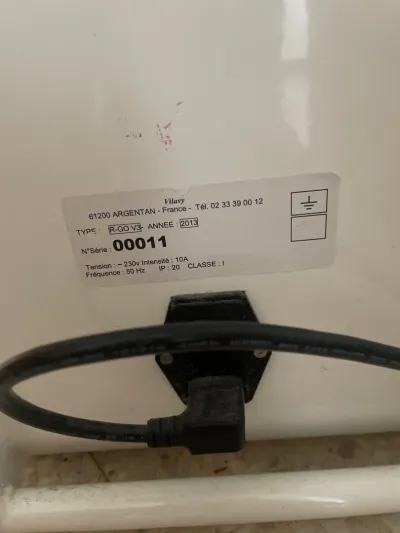 Vilavy
61200 ARGENTAN - France - Tél. 02 33 39 00 12
TYPE : R-GO V3- ANNEE : 2013
N°Série : 00011
Tension : ~ 230v Intensité : 10A
Fréquence : 50 Hz IP : 20 CLASSE : I